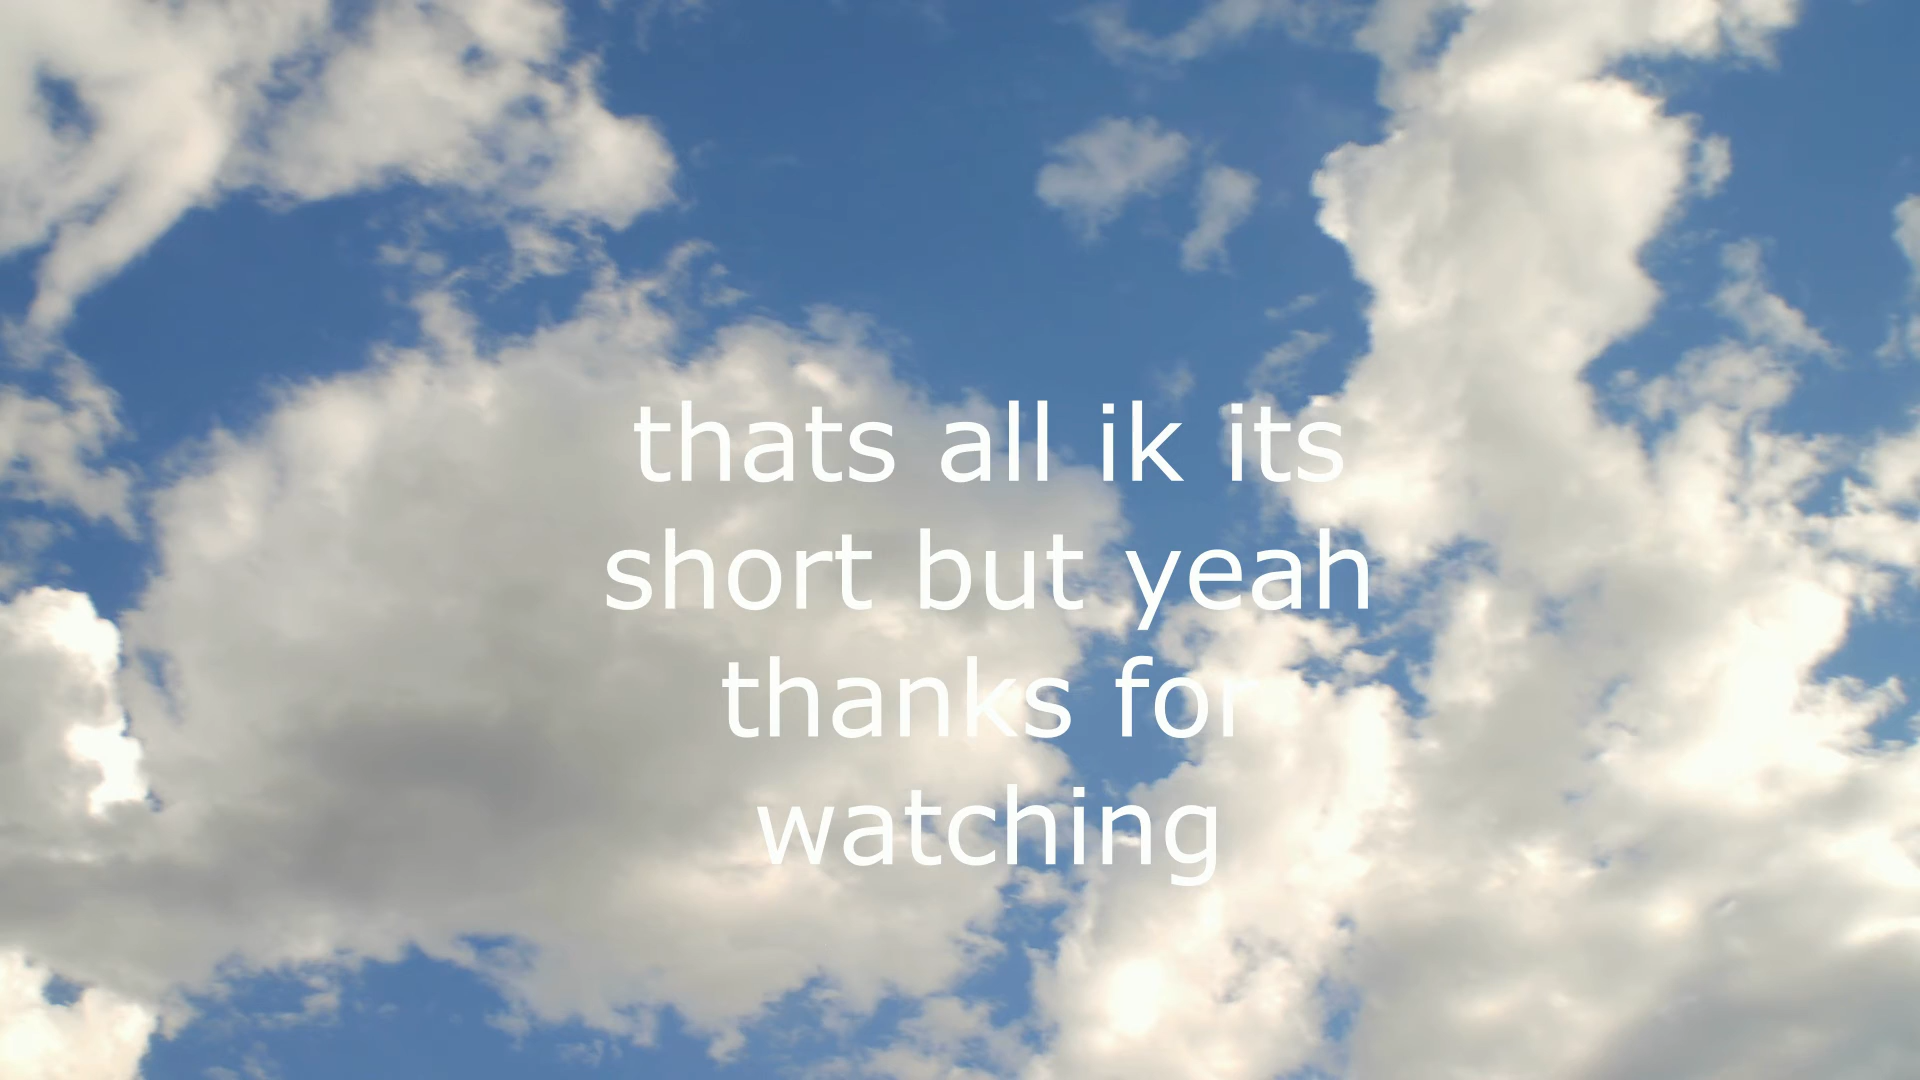 thats all ik its
short but yeah
thanks for
watching